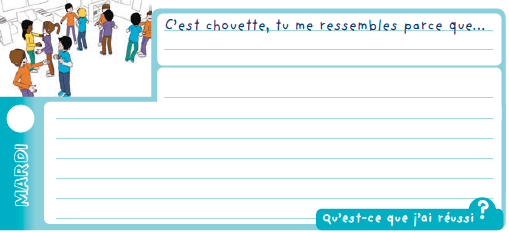 C'est chouette, tu me ressembles parce que...
MARDI
Qu'est-ce que j'ai réussi ?